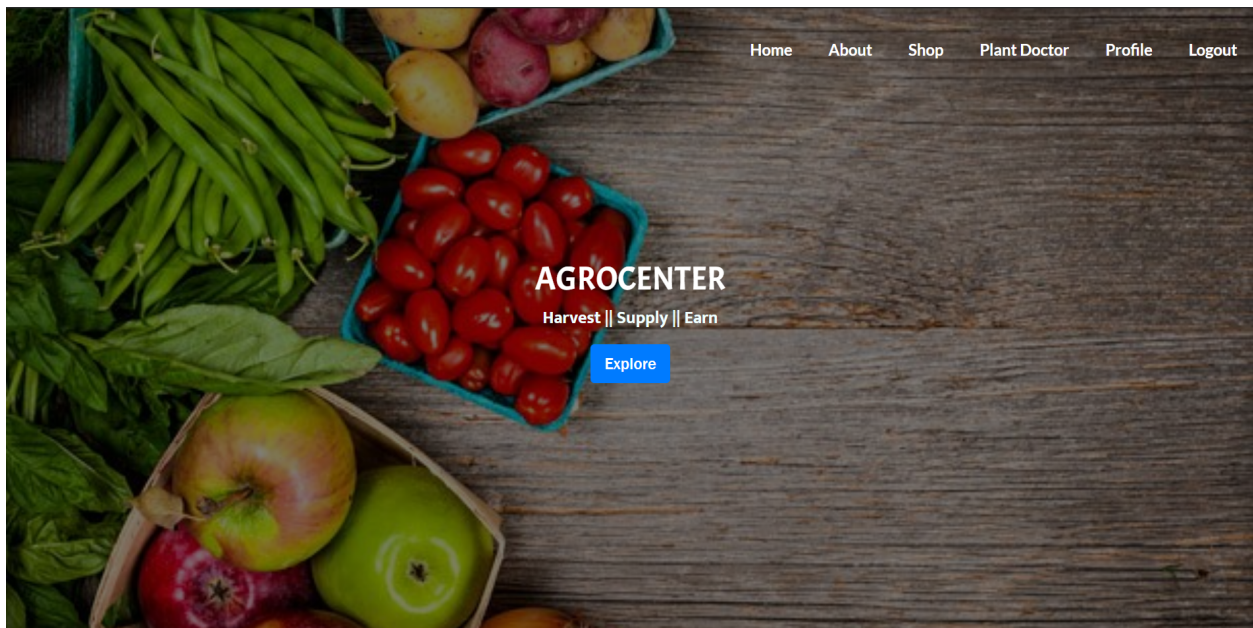 Home About Shop Plant Doctor Profile Logout
AGROCENTER
Harvest || Supply || Earn
Explore